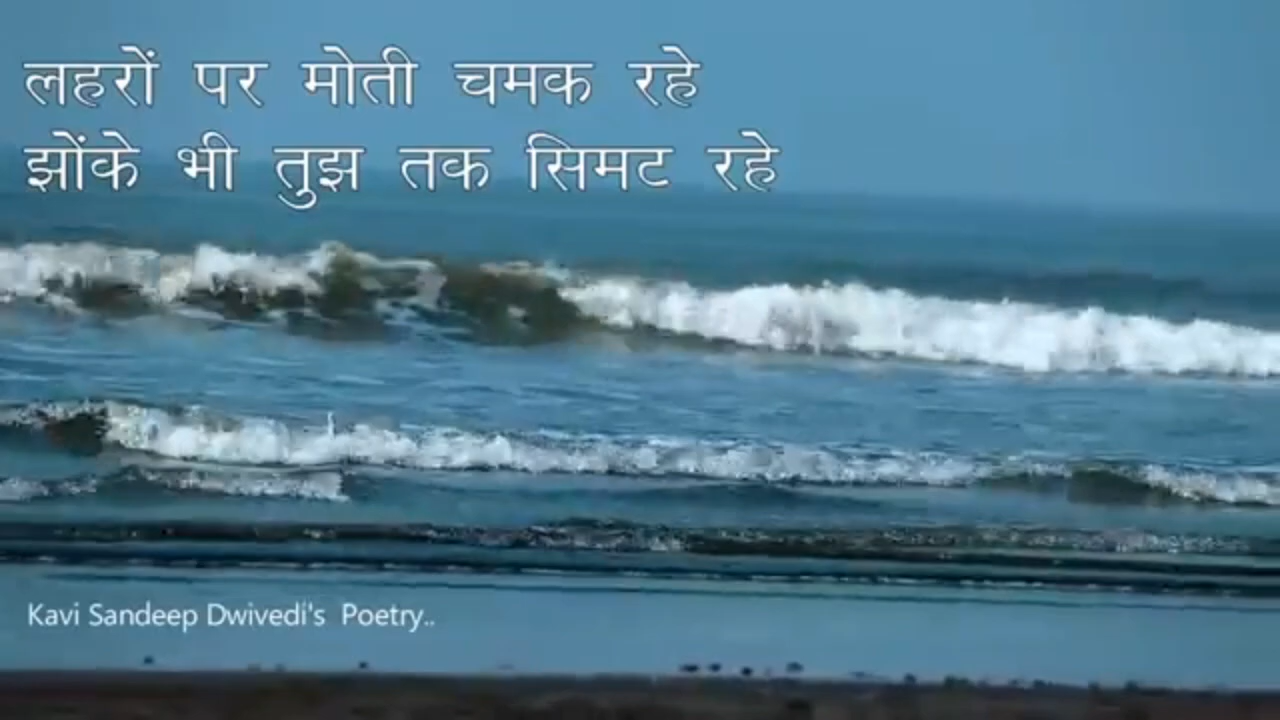 लहरों पर मोती चमक रहे
झोंके भी तुझ तक सिमट रहे
Kavi Sandeep Dwivedi's Poetry..